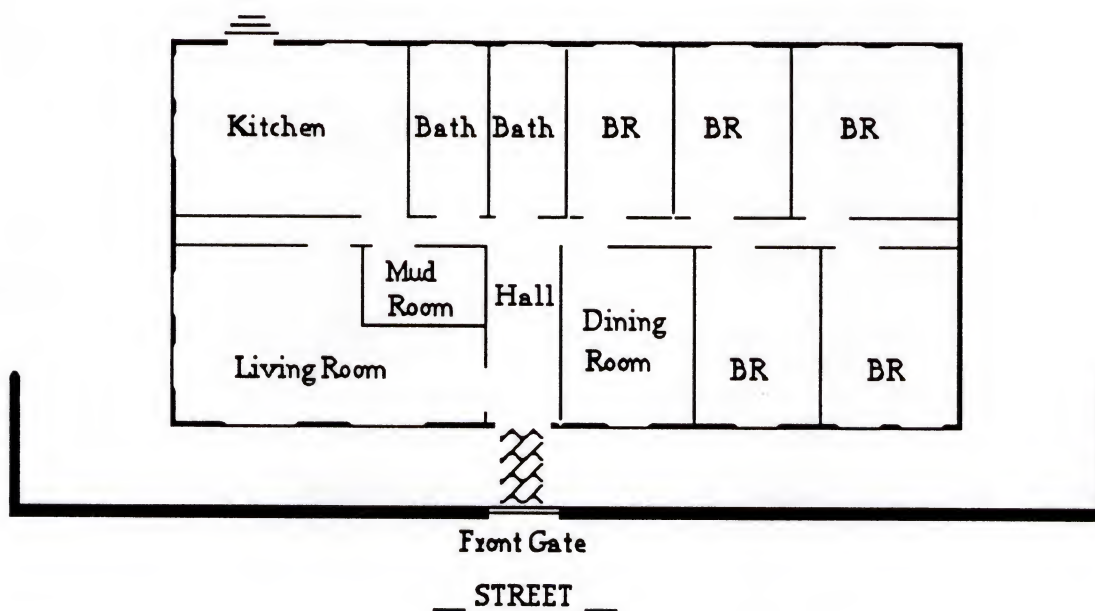 Kitchen
Bath
Bath
BR
BR
BR
Mud
Room
Hall
Dining
Room
Living Room
BR
BR
Front Gate
STREET